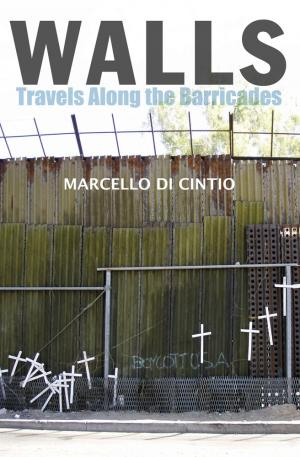 WALLS
Travels Along the Barricades
MARCELLO DI CINTIO
BOYCOTT USA